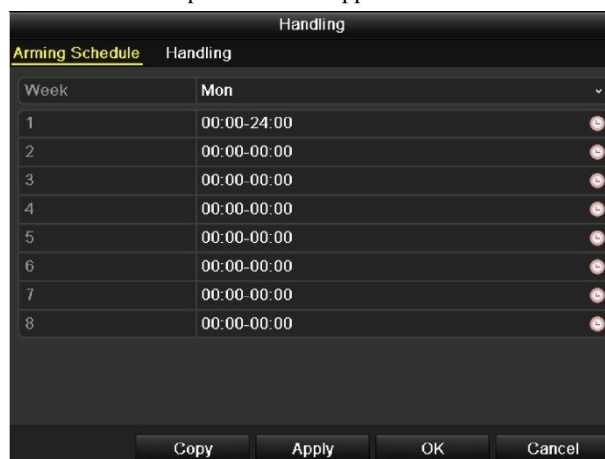 Handling
Arming Schedule Handling
Week Mon
1 00:00-24:00
2 00:00-00:00
3 00:00-00:00
4 00:00-00:00
5 00:00-00:00
6 00:00-00:00
7 00:00-00:00
8 00:00-00:00
Copy Apply OK Cancel